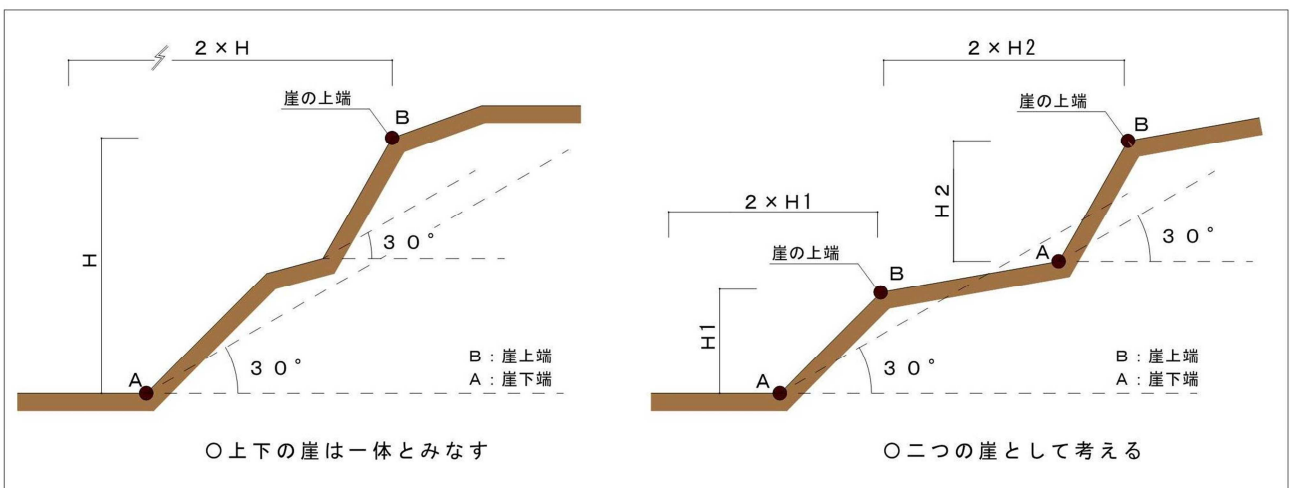 2×H
崖の上端
B
H
30°
A
30°
B：崖上端
A：崖下端
○上下の崖は一体とみなす
2×H2
崖の上端
B
H2
2×H1
30°
崖の上端
A
B
H1
A
30°
B：崖上端
A：崖下端
○二つの崖として考える